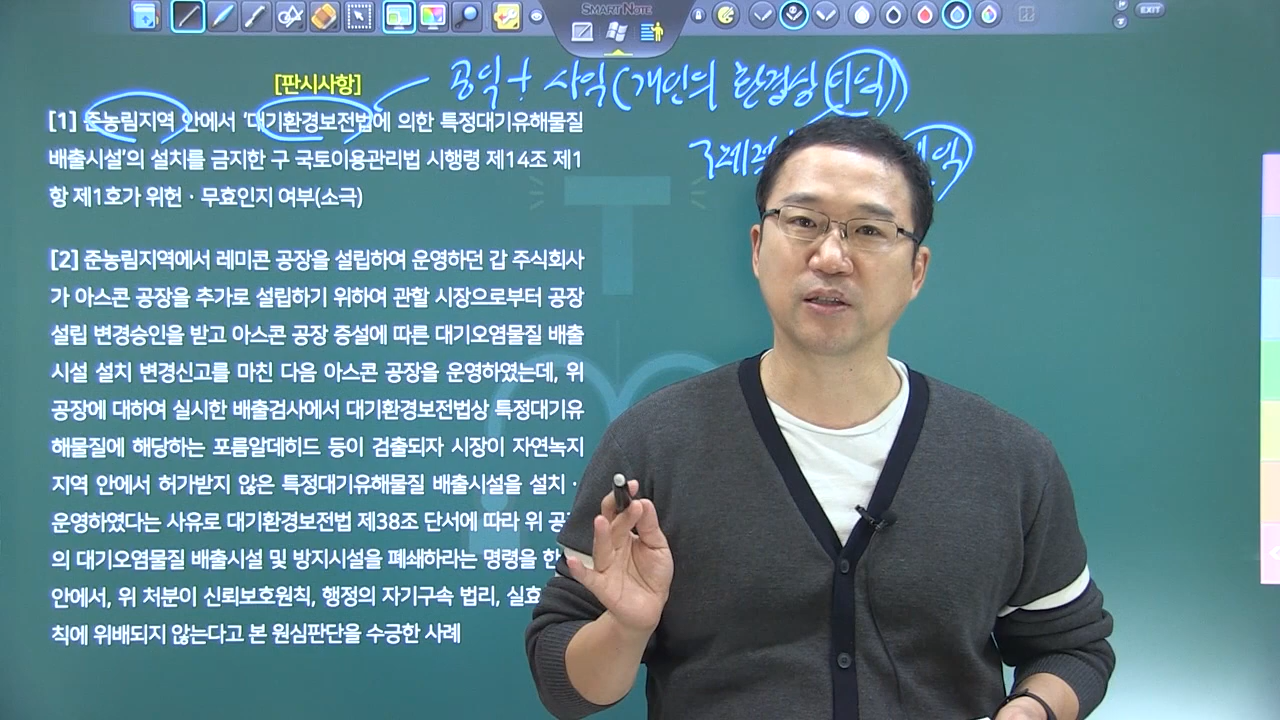 SMART NOTE
EXIT
[판시사항]
공익 + 사익(개인의 환경상 이익)
[1] 준농림지역 안에서 '대기환경보전법에 의한 특정대기유해물질
배출시설'의 설치를 금지한 구 국토이용관리법 시행령 제14조 제1
항 제1호가 위헌 · 무효인지 여부(소극)
[2] 준농림지역에서 레미콘 공장을 설립하여 운영하던 갑 주식회사
가 아스콘 공장을 추가로 설립하기 위하여 관할 시장으로부터 공장
설립 변경승인을 받고 아스콘 공장 증설에 따른 대기오염물질 배출
시설 설치 변경신고를 마친 다음 아스콘 공장을 운영하였는데, 위
공장에 대하여 실시한 배출검사에서 대기환경보전법상 특정대기유
해물질에 해당하는 포름알데히드 등이 검출되자 시장이 자연녹지
지역 안에서 허가받지 않은 특정대기유해물질 배출시설을 설치 ·
운영하였다는 사유로 대기환경보전법 제38조 단서에 따라 위
의 대기오염물질 배출시설 및 방지시설을 폐쇄하라는 명령을
안에서, 위 처분이 신뢰보호원칙, 행정의 자기구속 법리,
칙에 위배되지 않는다고 본 원심판단을 수긍한 사례